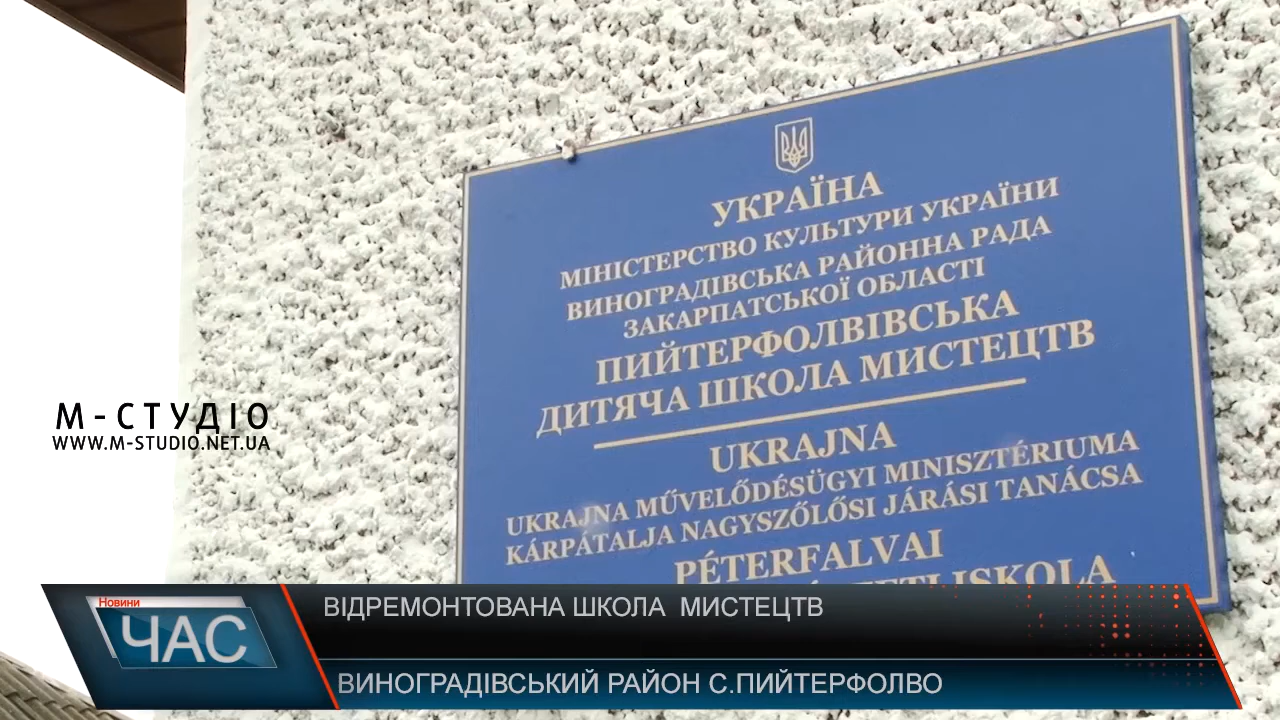 УКРАЇНА
МІНІСТЕРСТВО КУЛЬТУРИ УКРАЇНИ
ВИНОГРАДІВСЬКА РАЙОННА РАДА
ЗАКАРПАТСЬКОЇ ОБЛАСТІ
ПИЙТЕРФОЛВІВСЬКА
ДИТЯЧА ШКОЛА МИСТЕЦТВ
UKRAJNA
UKRAJNA MŰVELŐDÉSÜGYI MINISZTÉRIUMA
KÁRPÁTALJA NAGYSZŐLŐSI JÁRÁSI TANÁCSA
PÉTERFALVAI
М-СТУДІО
WWW.M-STUDIO.NET.UA
Новини
ЧАС
ВІДРЕМОНТОВАНА ШКОЛА МИСТЕЦТВ
ВИНОГРАДІВСЬКИЙ РАЙОН С.ПИЙТЕРФОЛВО